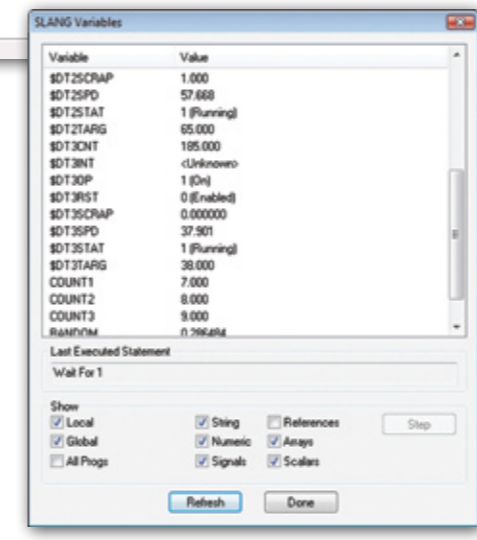 SLANG Variables
Variable Value
$DT2SCRAP 1.000
$DT2SPD 57.668
$DT2STAT 1 (Running)
$DT2TARG 65.000
$DT3CNT 185.000
$DT3INT <Unknown>
$DT3OP 1 (On)
$DT3RST 0 (Enabled)
$DT3SCRAP 0.000000
$DT3SPD 37.901
$DT3STAT 1 (Running)
$DT3TARG 38.000
COUNT1 7.000
COUNT2 8.000
COUNT3 9.000
RANDOM 0.286484
Last Executed Statement
Wait For 1
Show
Local String References Step
Global Numeric Arrays
All Progs Signals Scalars
Refresh Done